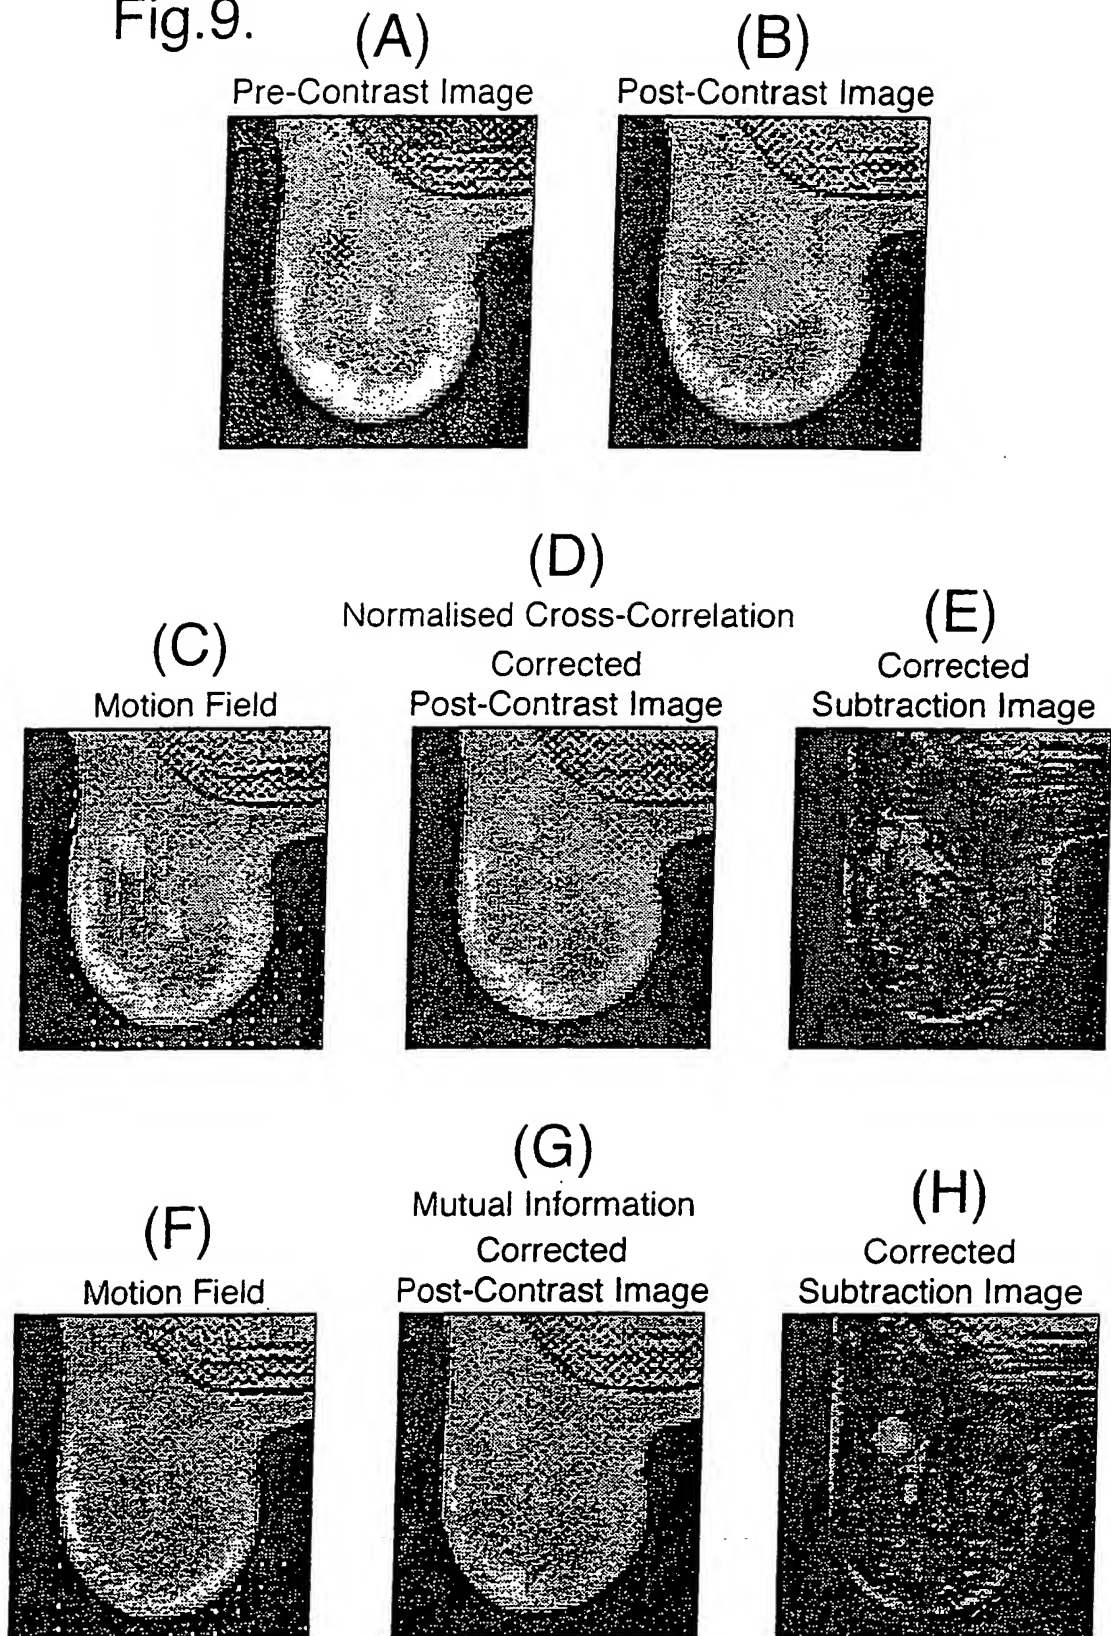 Fig.9.
(A)
Pre-Contrast Image
(B)
Post-Contrast Image
(C)
Motion Field
(D)
Normalised Cross-Correlation
Corrected
Post-Contrast Image
(E)
Corrected
Subtraction Image
(F)
Motion Field
(G)
Mutual Information
Corrected
Post-Contrast Image
(H)
Corrected
Subtraction Image